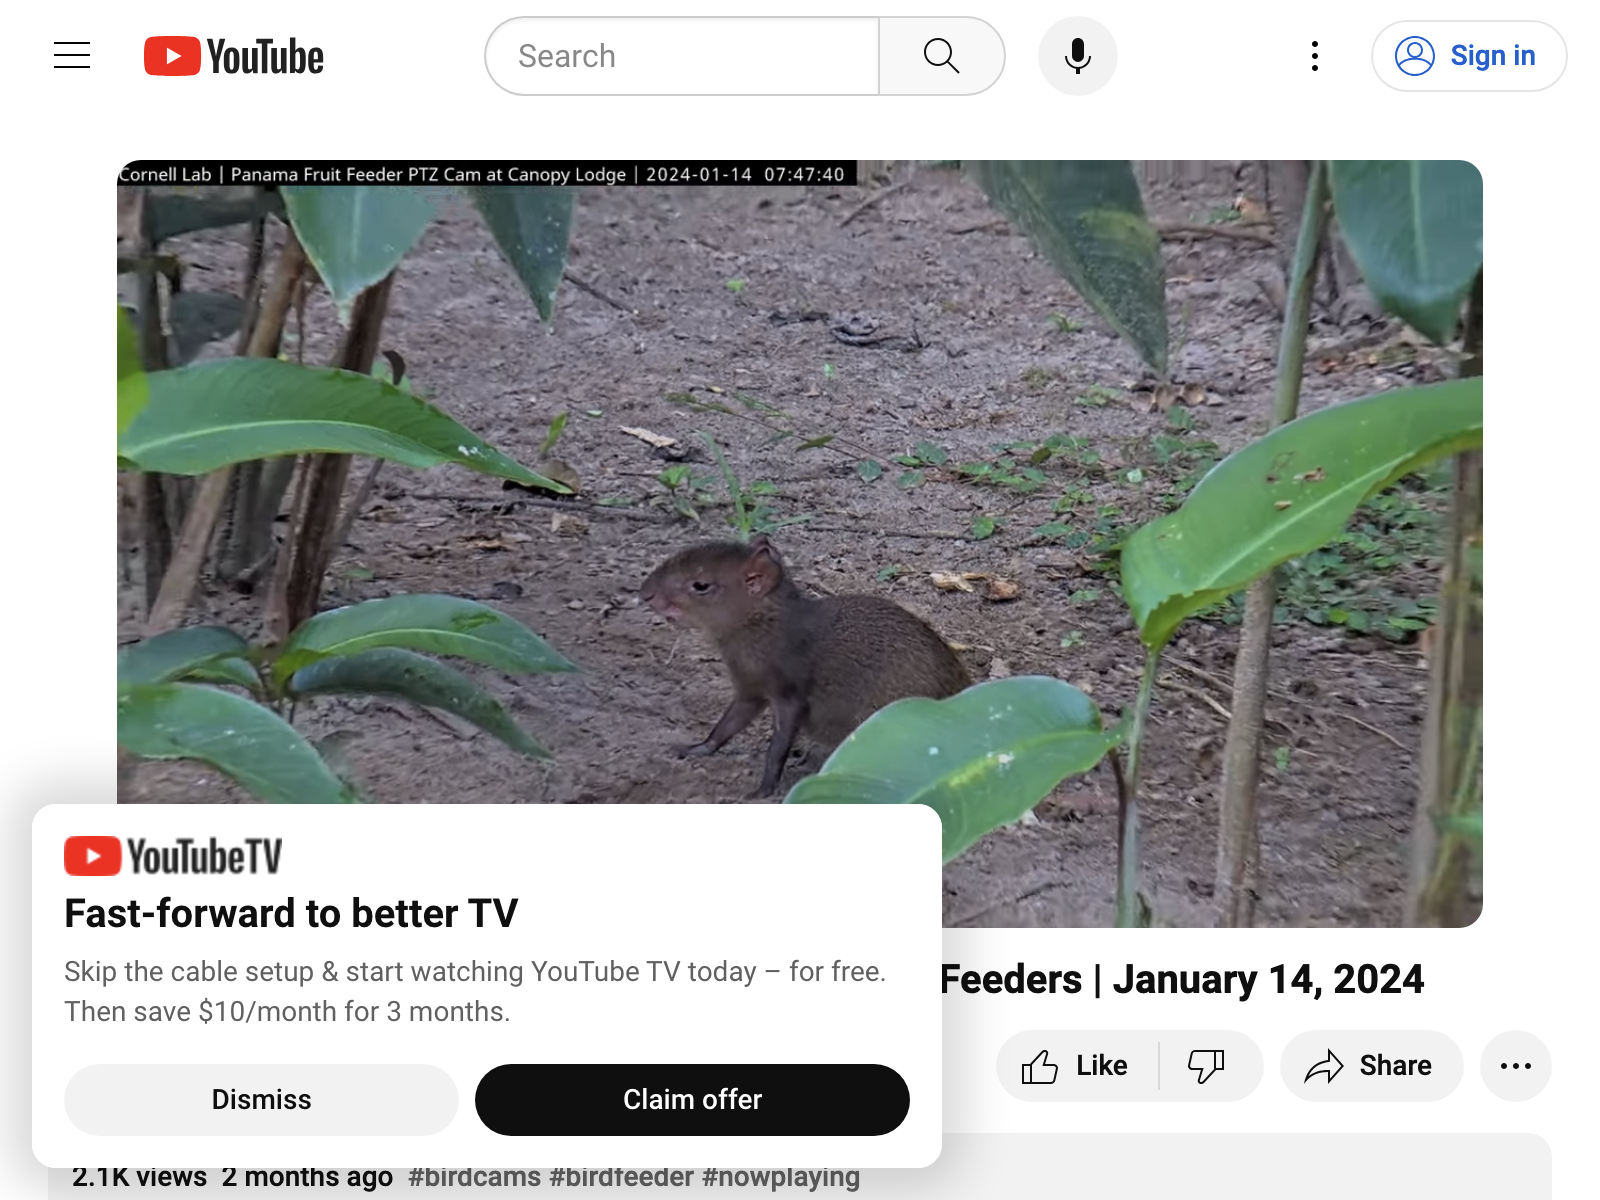 YouTube
Search
Sign in
Cornell Lab | Panama Fruit Feeder PTZ Cam at Canopy Lodge | 2024-01-14 07:47:40
YouTubeTV
Fast-forward to better TV
Skip the cable setup & start watching YouTube TV today – for free.
Then save $10/month for 3 months.
Dismiss
Claim offer
Feeders | January 14, 2024
Like
Share
2.1K views 2 months ago #birdcams #birdfeeder #nowplaying